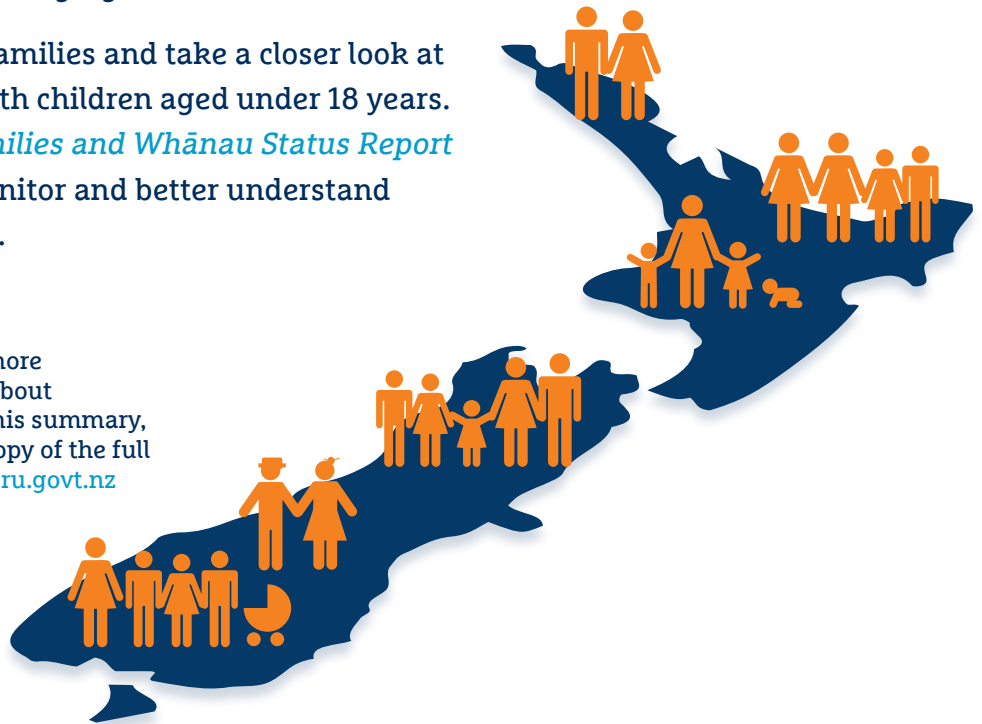 amilies and take a closer look at
th children aged under 18 years.
ilies and Whānau Status Report
nitor and better understand
.
more
bout
his summary,
opy of the full
ru.govt.nz